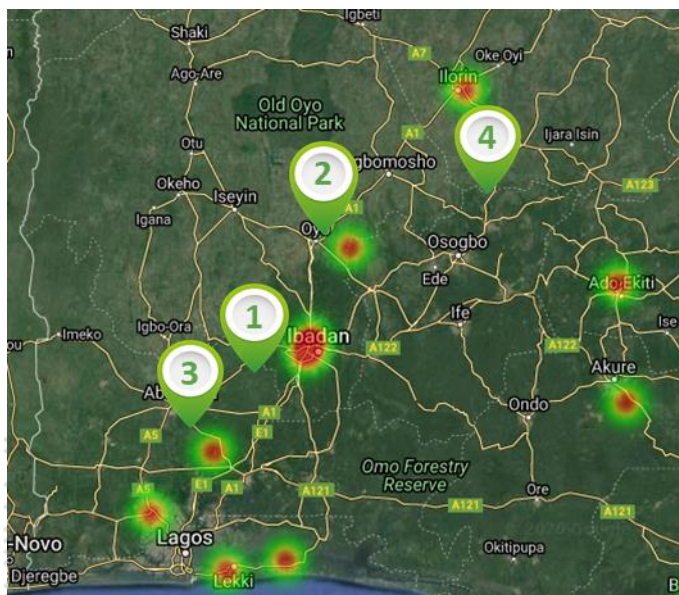 Igbeti
Shaki
A7
Oke Oyi
Ilorin
Ago-Are
Old Oyo
National Park
4
A1
Ijara Isin
Otu
2
gbomosho
Okeho
Iseyin
A123
A1
Igana
Oyo
Osogbo
Ede
Ado Ekiti
1
Igbo-Ora
Ife
Imeko
Ibadan
Ise
ou
A122
A122
3
Akure
Ab
A1
Ondo
A5
E1
Omo Forestry
Reserve
E1
A1
A121
Ore
A5
A121
A121
-Novo
Lagos
Okitipupa
Djeregbe
Lekki
B